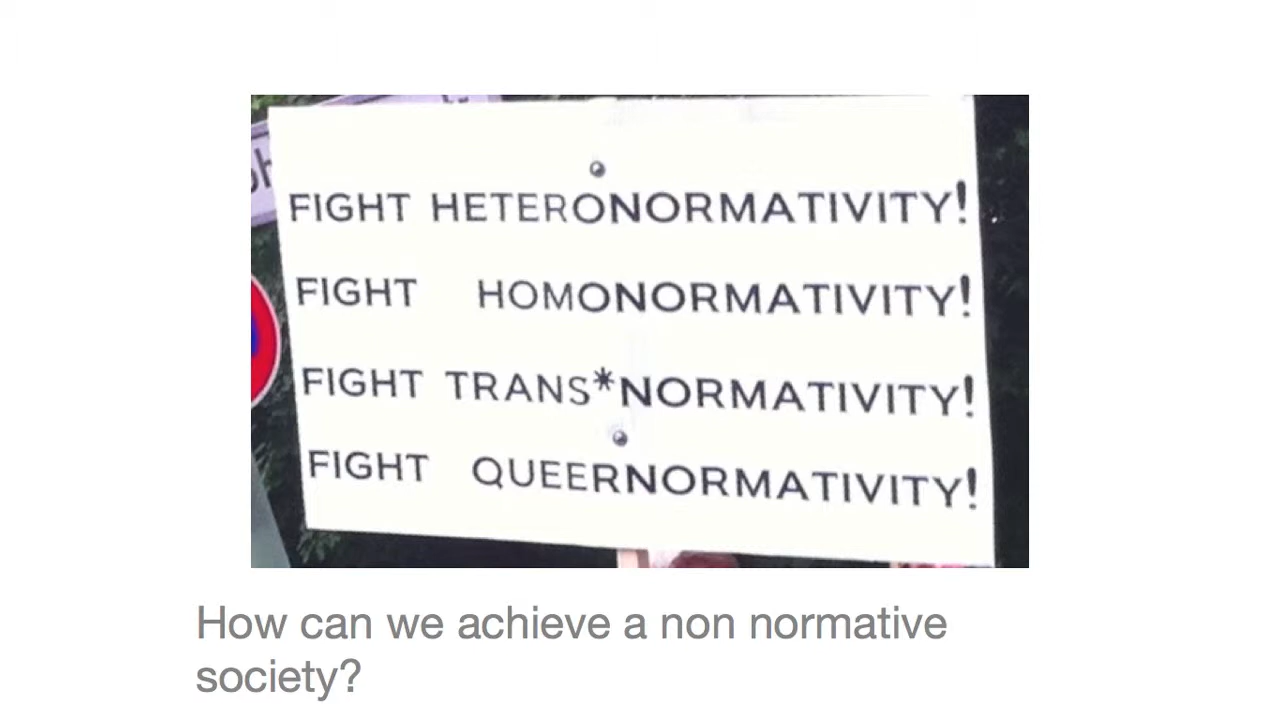 FIGHT HETERONORMATIVITY!
FIGHT HOMONORMATIVITY!
FIGHT TRANS*NORMATIVITY!
FIGHT QUEERNORMATIVITY!
How can we achieve a non normative
society?